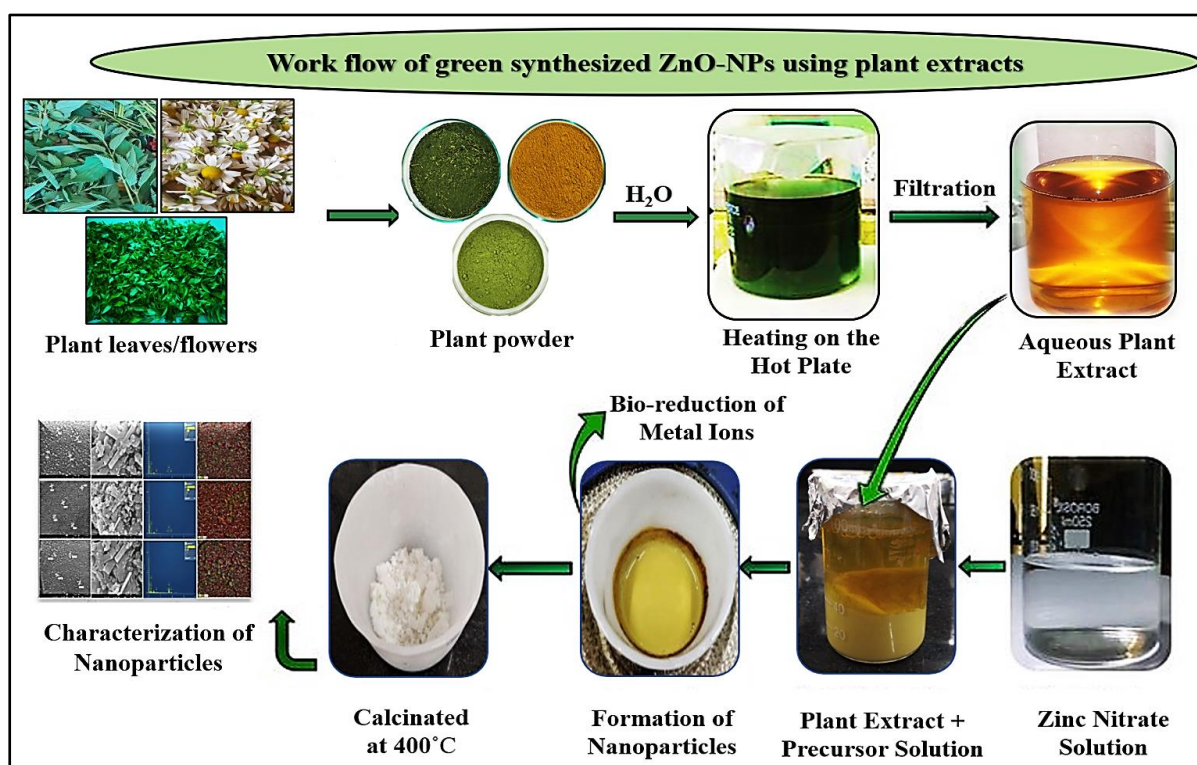 Work flow of green synthesized ZnO-NPs using plant extracts
H₂O
Filtration
Plant leaves/flowers
Plant powder
Heating on the
Hot Plate
Aqueous Plant
Extract
Bio-reduction of
Metal Ions
Characterization of
Nanoparticles
Calcinated
at 400°C
Formation of
Nanoparticles
Plant Extract +
Precursor Solution
Zinc Nitrate
Solution